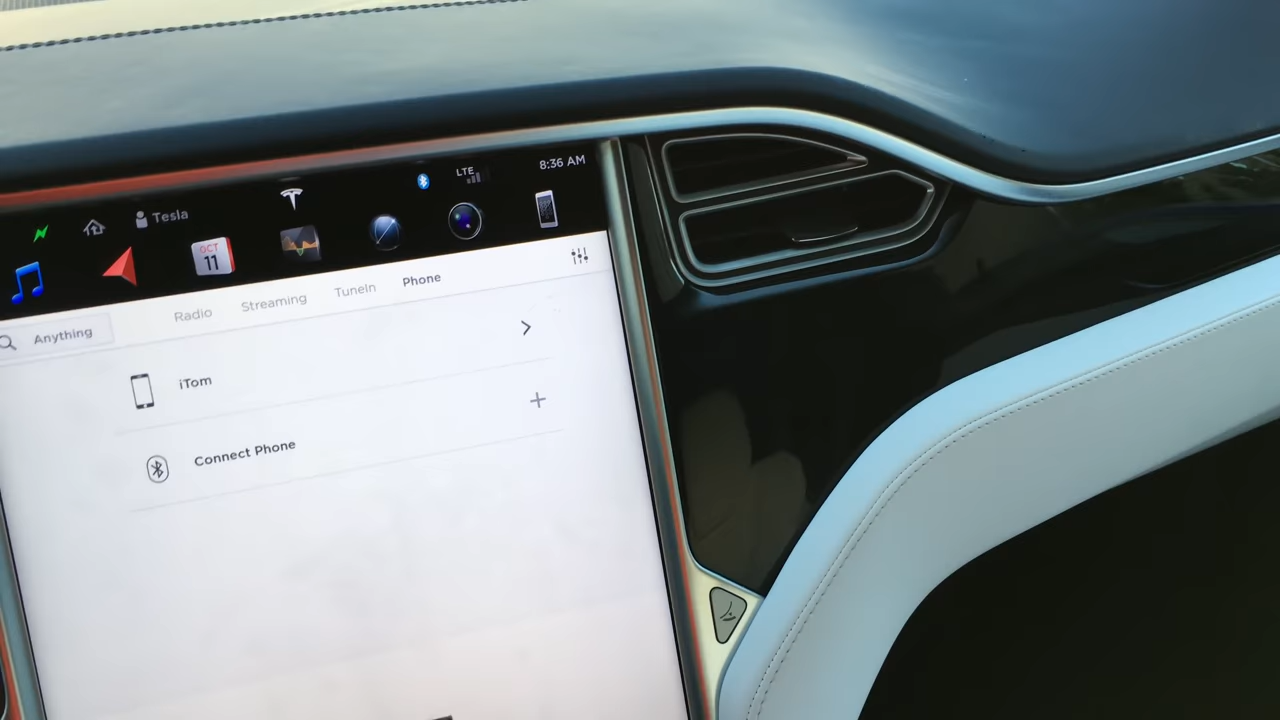 LTE
8:36 AM
Tesla
OCT
11
Radio
Streaming
TuneIn
Phone
Anything
iTom
Connect Phone